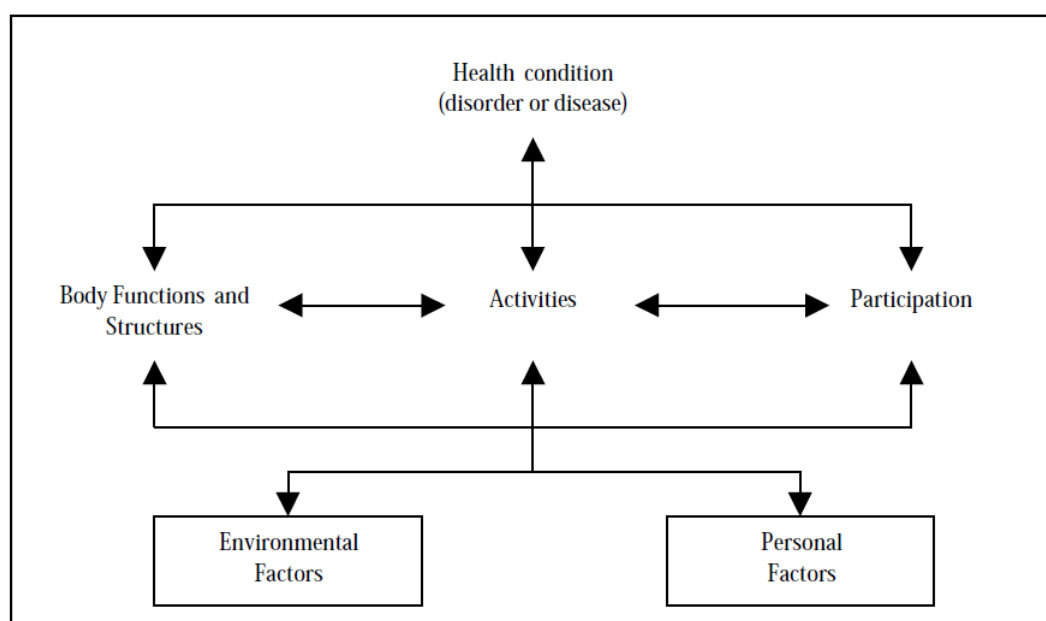 Health condition
(disorder or disease)
Body Functions and
Structures
Activities
Participation
Environmental
Factors
Personal
Factors